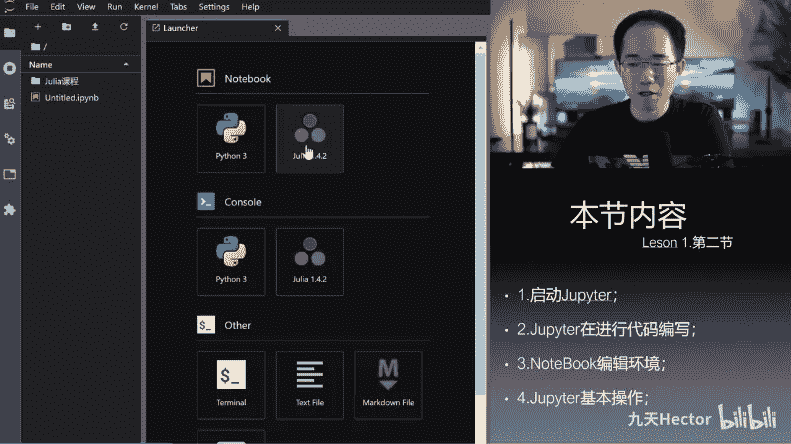 File Edit View Run Kernel Tabs Settings Help
Launcher
/
Name
Julia课程
Untitled.ipynb
Notebook
Python 3
Julia 1.4.2
Console
Python 3
Julia 1.4.2
Other
$_
Terminal
Text File
M
Markdown File
本节内容
Leson 1.第二节
• 1.启动Jupyter；
• 2.Jupyter在进行代码编写；
• 3.NoteBook编辑环境；
• 4.Jupyter基本操作；
九天Hector bilibili